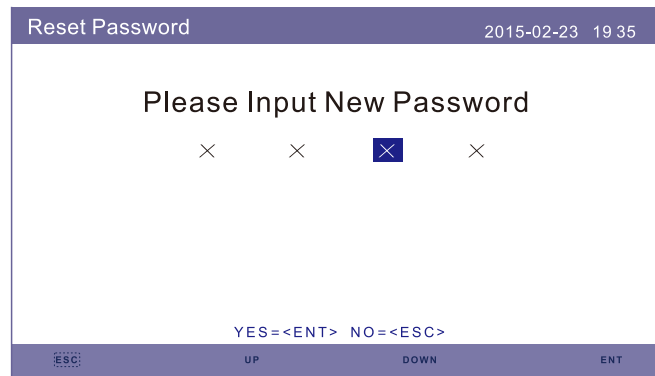 Reset Password 2015-02-23 19 35
Please Input New Password
× × × ×
YES=<ENT> NO=<ESC>
ESC UP DOWN ENT